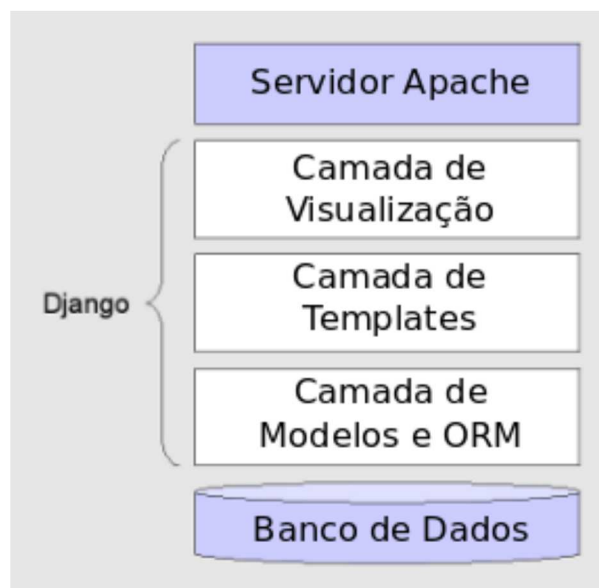 Servidor Apache
Camada de
Visualização
Camada de
Templates
Django
Camada de
Modelos e ORM
Banco de Dados